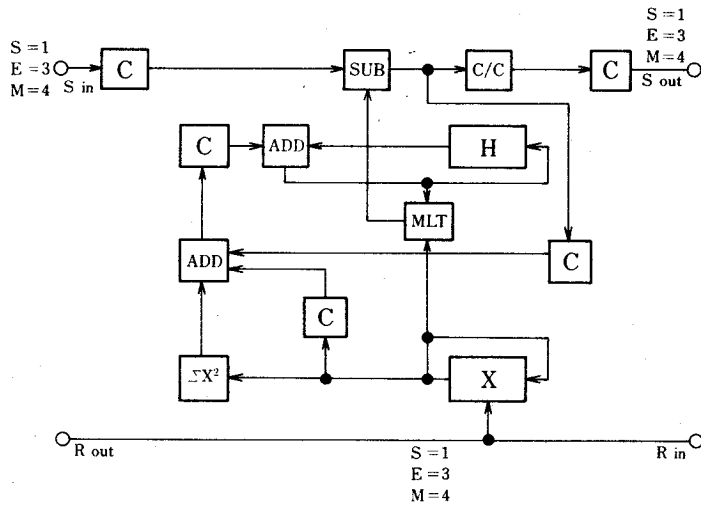 S=1
E=3
M=4
S in
C
SUB
C/C
C
S=1
E=3
M=4
S out
C
ADD
H
MLT
ADD
C
C
ΣX²
X
R out
S=1
E=3
M=4
R in